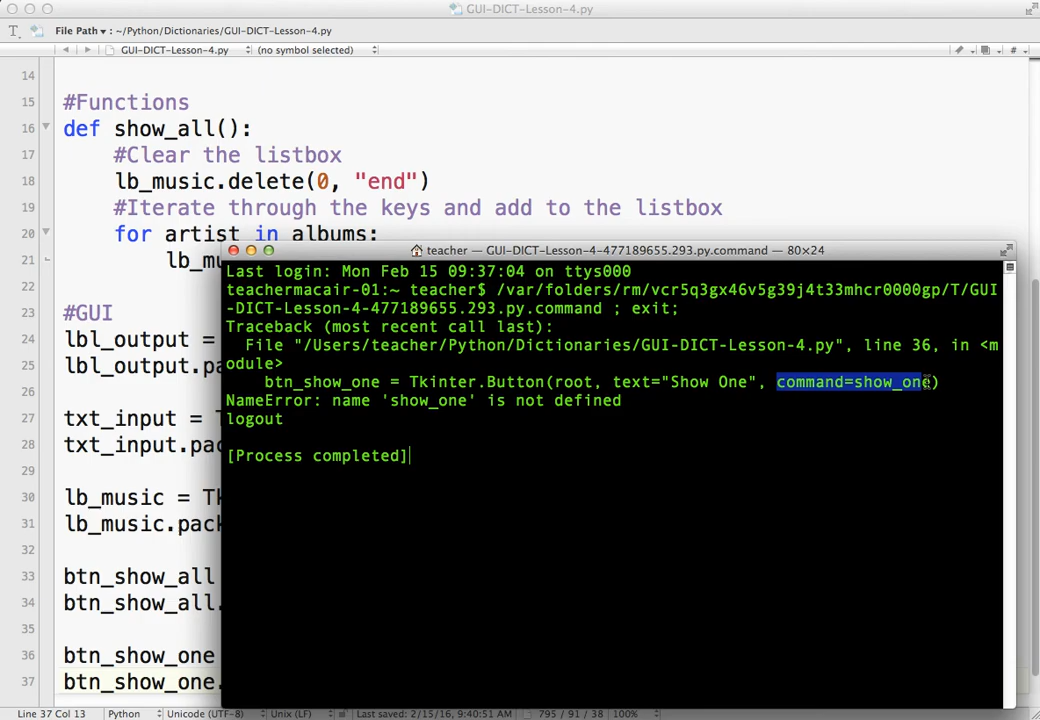 GUI-DICT-Lesson-4.py
File Path ▾ : ~/Python/Dictionaries/GUI-DICT-Lesson-4.py
GUI-DICT-Lesson-4.py (no symbol selected)
14
15 #Functions
16 def show_all():
17 #Clear the listbox
18 lb_music.delete(0, "end")
19 #Iterate through the keys and add to the listbox
20 for artist in albums:
21 lb_mu
22
23 #GUI
24 lbl_output =
25 lbl_output.pa
26
27 txt_input = T
28 txt_input.pac
29
30 lb_music = Tk
31 lb_music.pack
32
33 btn_show_all
34 btn_show_all.
35
36 btn_show_one
37 btn_show_one.
teacher — GUI-DICT-Lesson-4-477189655.293.py.command — 80×24
Last login: Mon Feb 15 09:37:04 on ttys000
teachermacair-01:~ teacher$ /var/folders/rm/vcr5q3gx46v5g39j4t33mhcr0000gp/T/GUI
-DICT-Lesson-4-477189655.293.py.command ; exit;
Traceback (most recent call last):
File "/Users/teacher/Python/Dictionaries/GUI-DICT-Lesson-4.py", line 36, in <m
odule>
btn_show_one = Tkinter.Button(root, text="Show One", command=show_one)
NameError: name 'show_one' is not defined
logout
[Process completed]
Line 37 Col 13 Python Unicode (UTF-8) Unix (LF) Last saved: 2/15/16, 9:40:51 AM 795 / 91 / 38 100%